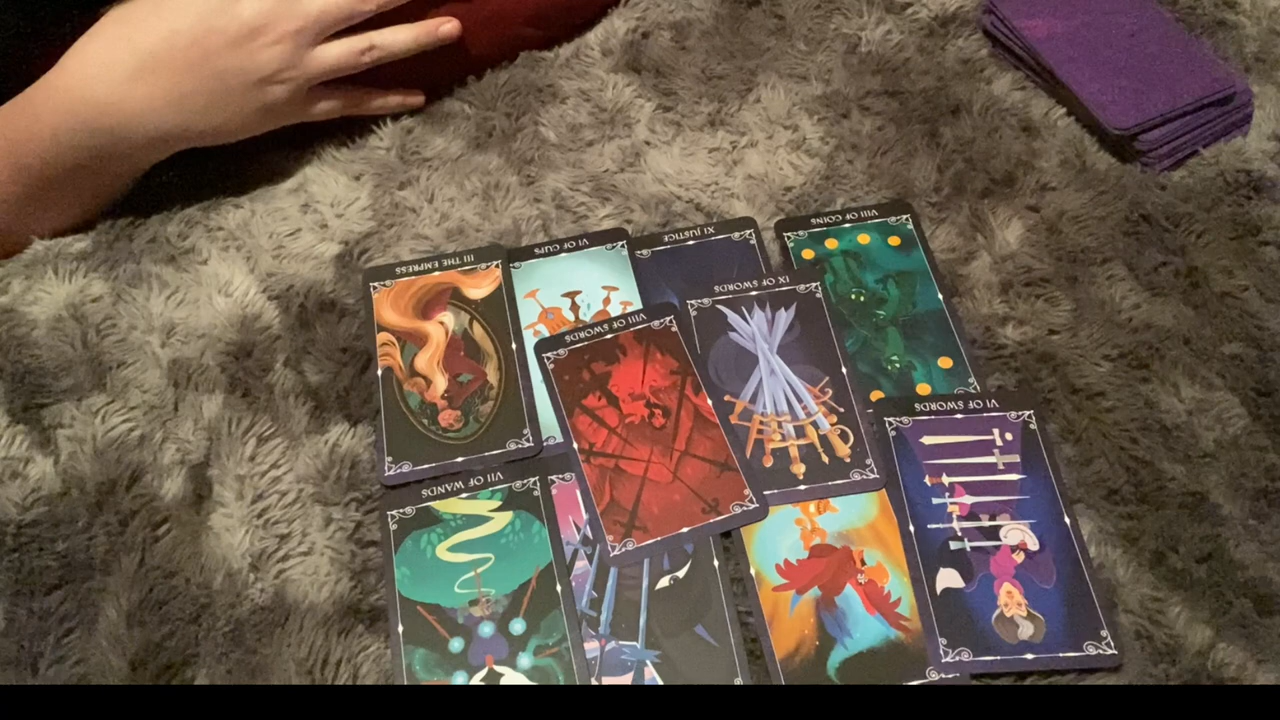 III THE EMPRESS
VI OF CUPS
XI JUSTICE
VIII OF COINS
VIII OF SWORDS
IX OF SWORDS
VI OF SWORDS
VII OF WANDS